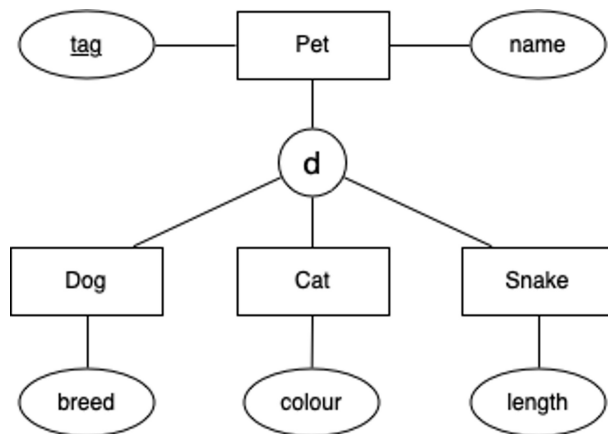 tag
Pet
name
d
Dog
Cat
Snake
breed
colour
length